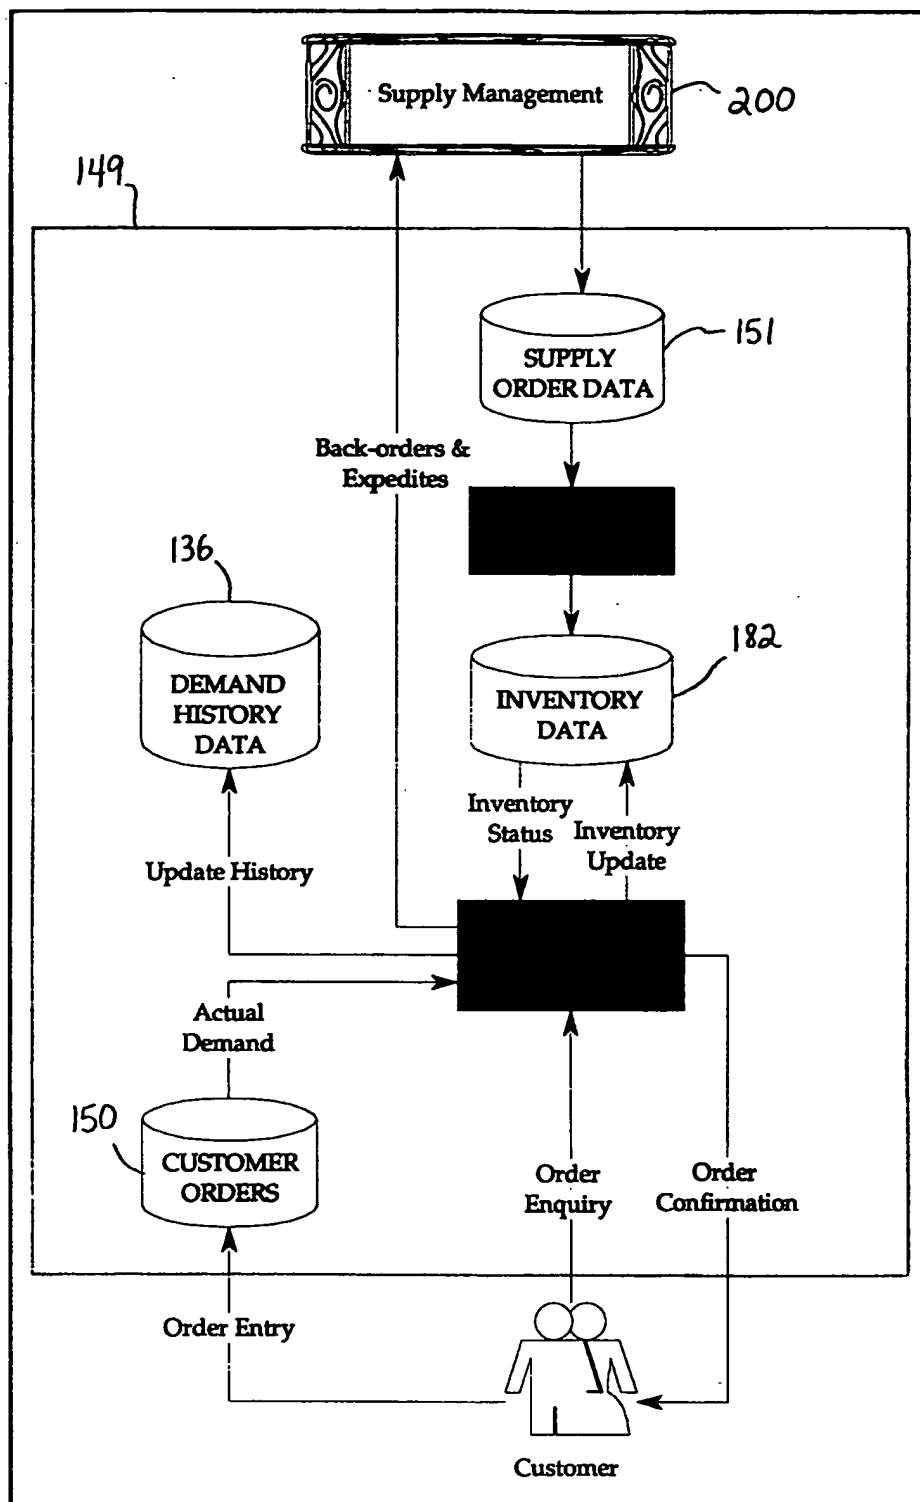 Supply Management
200
149
151
SUPPLY
ORDER DATA
Back-orders &
Expedites
136
182
DEMAND
HISTORY
DATA
INVENTORY
DATA
Inventory
Status
Inventory
Update
Update History
Actual
Demand
150
CUSTOMER
ORDERS
Order
Enquiry
Order
Confirmation
Order Entry
Customer